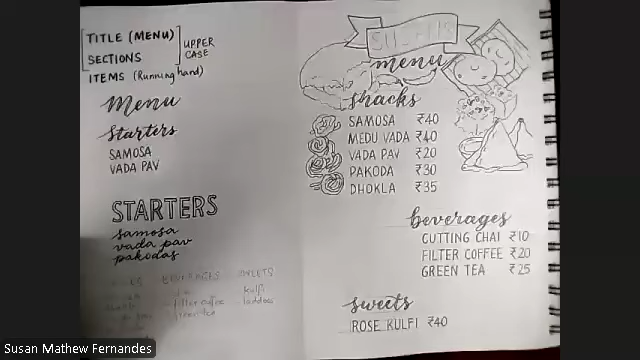 TITLE (MENU)
SECTIONS
UPPER
CASE
ITEMS (Running hand)
Menu
Starters
SAMOSA
VADA PAV
STARTERS
samosa
vada pav
pakodas
BEVERAGES SWEETS
kulfi
filter coffee laddoo
menu
snacks
SAMOSA ₹40
MEDU VADA ₹40
VADA PAV ₹20
PAKODA ₹30
DHOKLA ₹35
beverages
CUTTING CHAI ₹10
FILTER COFFEE ₹20
GREEN TEA ₹25
sweets
ROSE KULFI ₹40
Susan Mathew Fernandes